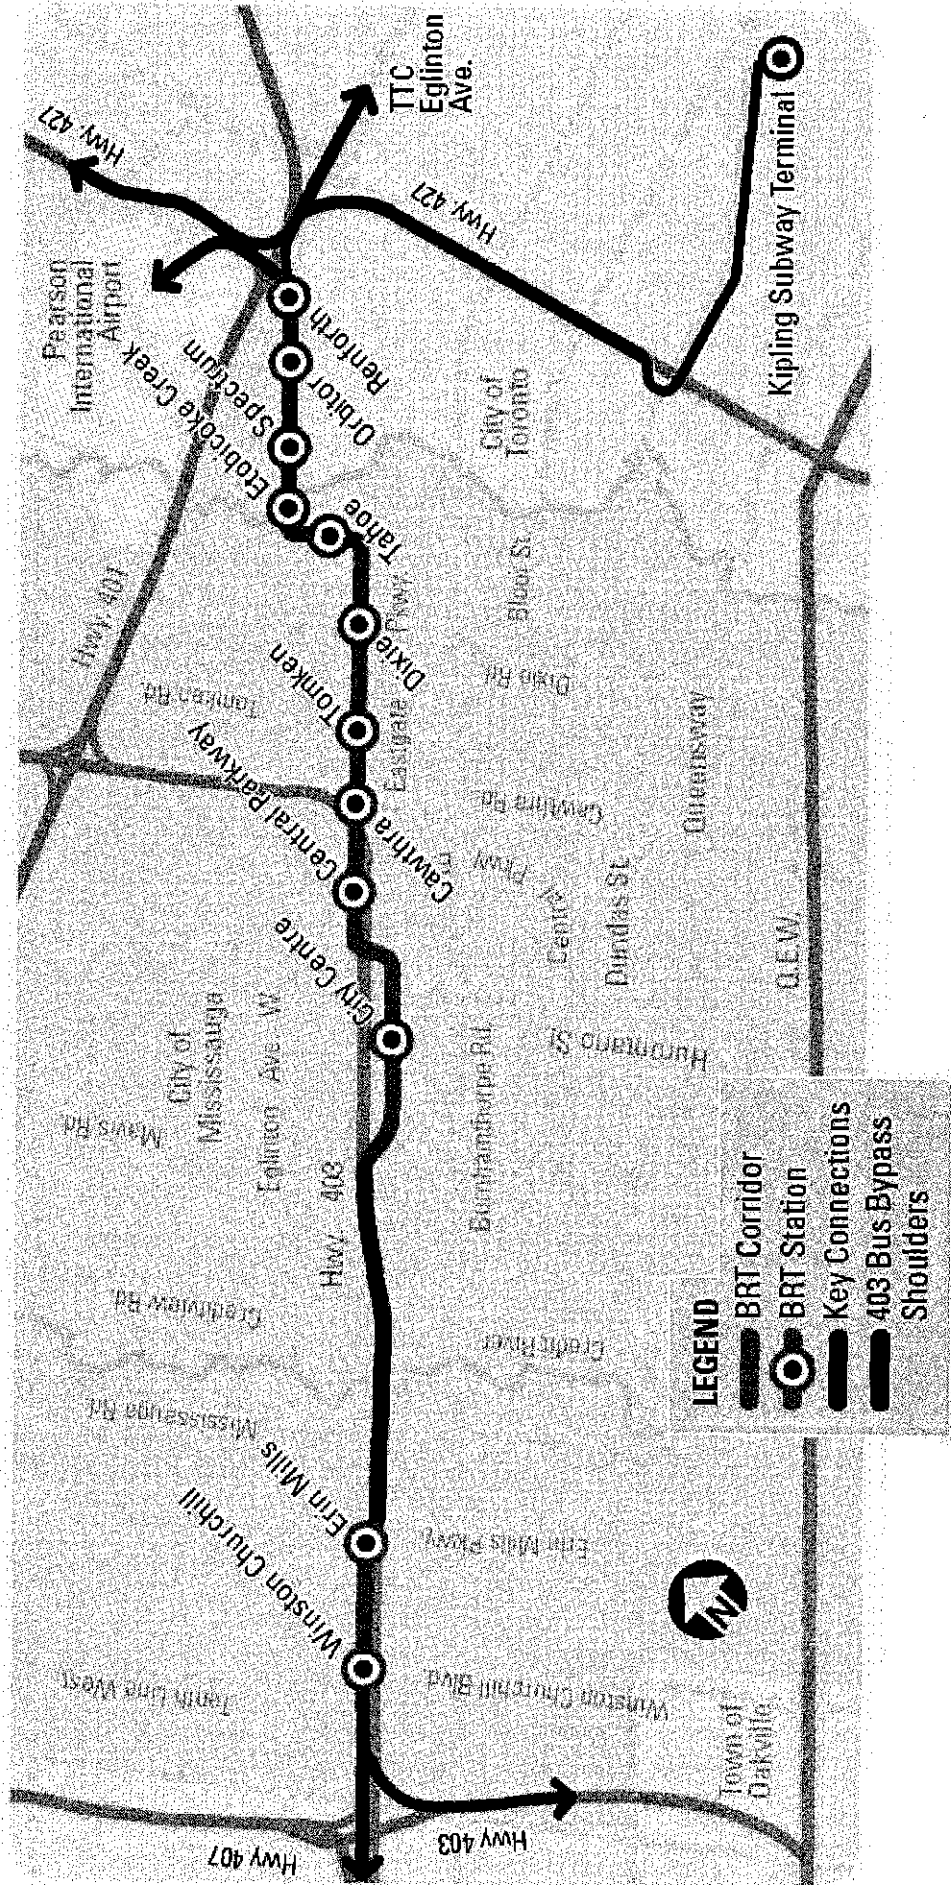 Hwy. 427
TTC
Eglinton
Ave.
Pearson
International
Airport
Hwy. 427
Kipling Subway Terminal
Renforth
Orbitor
Spectrum
Etobicoke Creek
Tahoe
Dixie
Tomken
Cawthra
Central Parkway
City Centre
Erin Mills
Winston Churchill
City of
Toronto
Hwy. 401
Tomken Rd.
Eastgate Pkwy
Bloor St.
Dixie Rd.
Cawthra Rd.
Queensway
Central Pkwy E.
Dundas St.
Q.E.W.
City of
Mississauga
Eglinton Ave W
Hurontario St
Burnhamthorpe Rd.
Mavis Rd.
Hwy. 403
Creditview Rd.
Credit River
Mississauga Rd.
Erin Mills Pkwy.
Tenth Line West
Winston Churchill Blvd.
Town of
Oakville
Hwy 407
Hwy 403
N
LEGEND
BRT Corridor
BRT Station
Key Connections
403 Bus Bypass
Shoulders